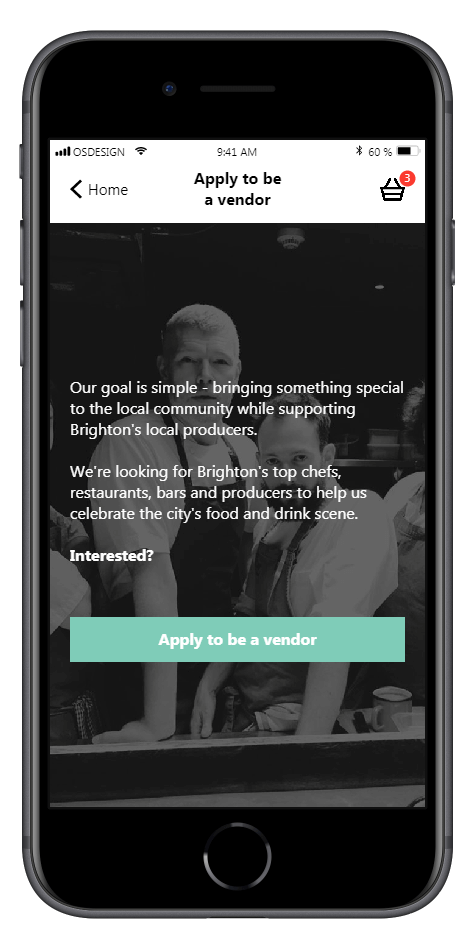 OSDESIGN 9:41 AM 60 %
Home
Apply to be
a vendor
3
Our goal is simple - bringing something special
to the local community while supporting
Brighton's local producers.
We're looking for Brighton's top chefs,
restaurants, bars and producers to help us
celebrate the city's food and drink scene.
Interested?
Apply to be a vendor